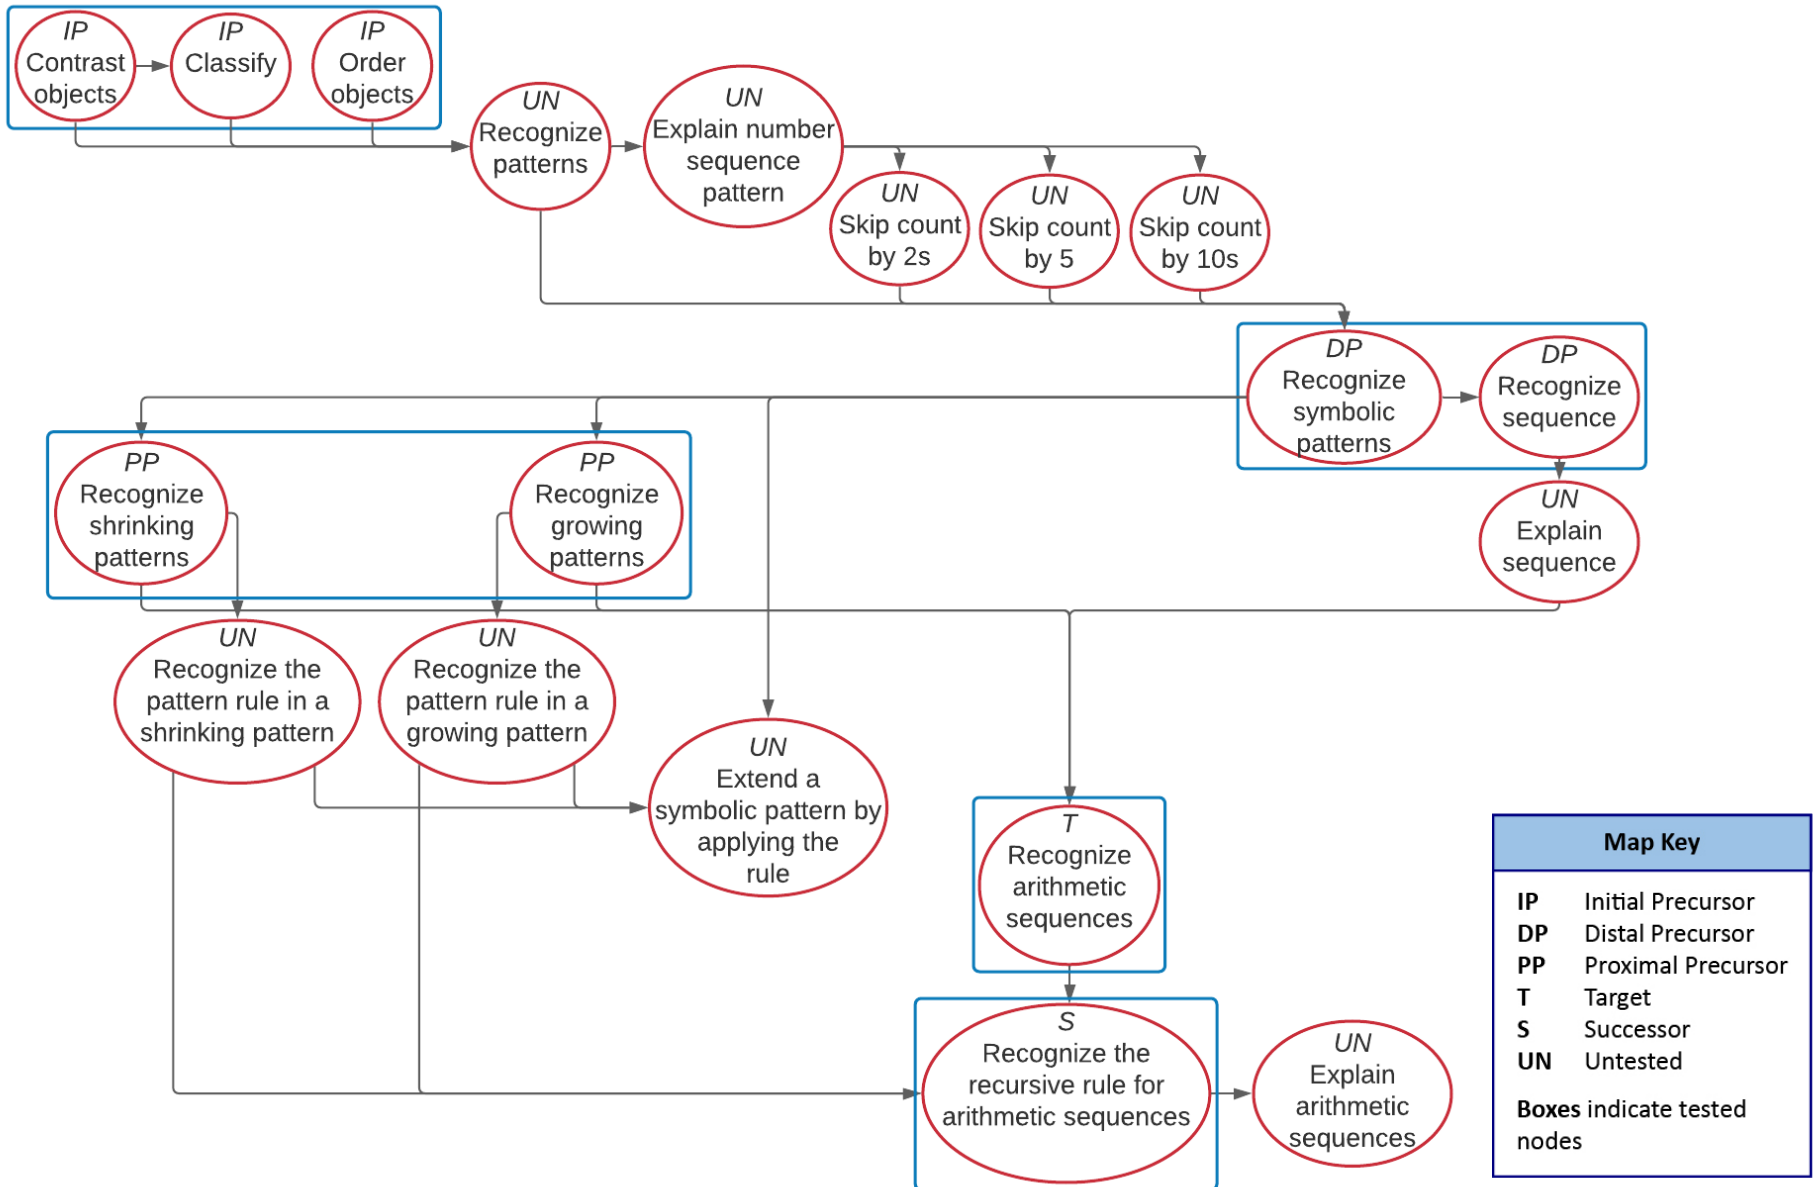 IP
Contrast
objects
IP
Classify
IP
Order
objects
UN
Recognize
patterns
UN
Explain number
sequence
pattern
UN
Skip count
by 2s
UN
Skip count
by 5
UN
Skip count
by 10s
DP
Recognize
symbolic
patterns
DP
Recognize
sequence
PP
Recognize
shrinking
patterns
PP
Recognize
growing
patterns
UN
Explain
sequence
UN
Recognize the
pattern rule in a
shrinking pattern
UN
Recognize the
pattern rule in a
growing pattern
UN
Extend a
symbolic pattern by
applying the
rule
T
Recognize
arithmetic
sequences
S
Recognize the
recursive rule for
arithmetic sequences
UN
Explain
arithmetic
sequences
Map Key
IP Initial Precursor
DP Distal Precursor
PP Proximal Precursor
T Target
S Successor
UN Untested
Boxes indicate tested
nodes